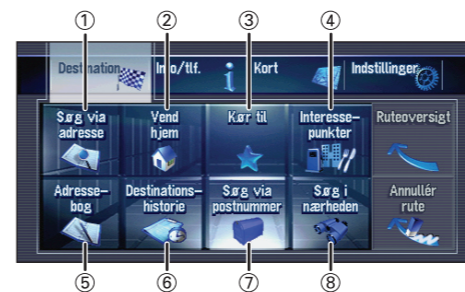 ① ② ③ ④
Destination Info/tlf. Kort Indstillinger
Søg via adresse
Vend hjem
Kør til
Interesse-punkter
Ruteoversigt
Adresse-bog
Destinations-historie
Søg via postnummer
Søg i nærheden
Annullér rute
⑤ ⑥ ⑦ ⑧